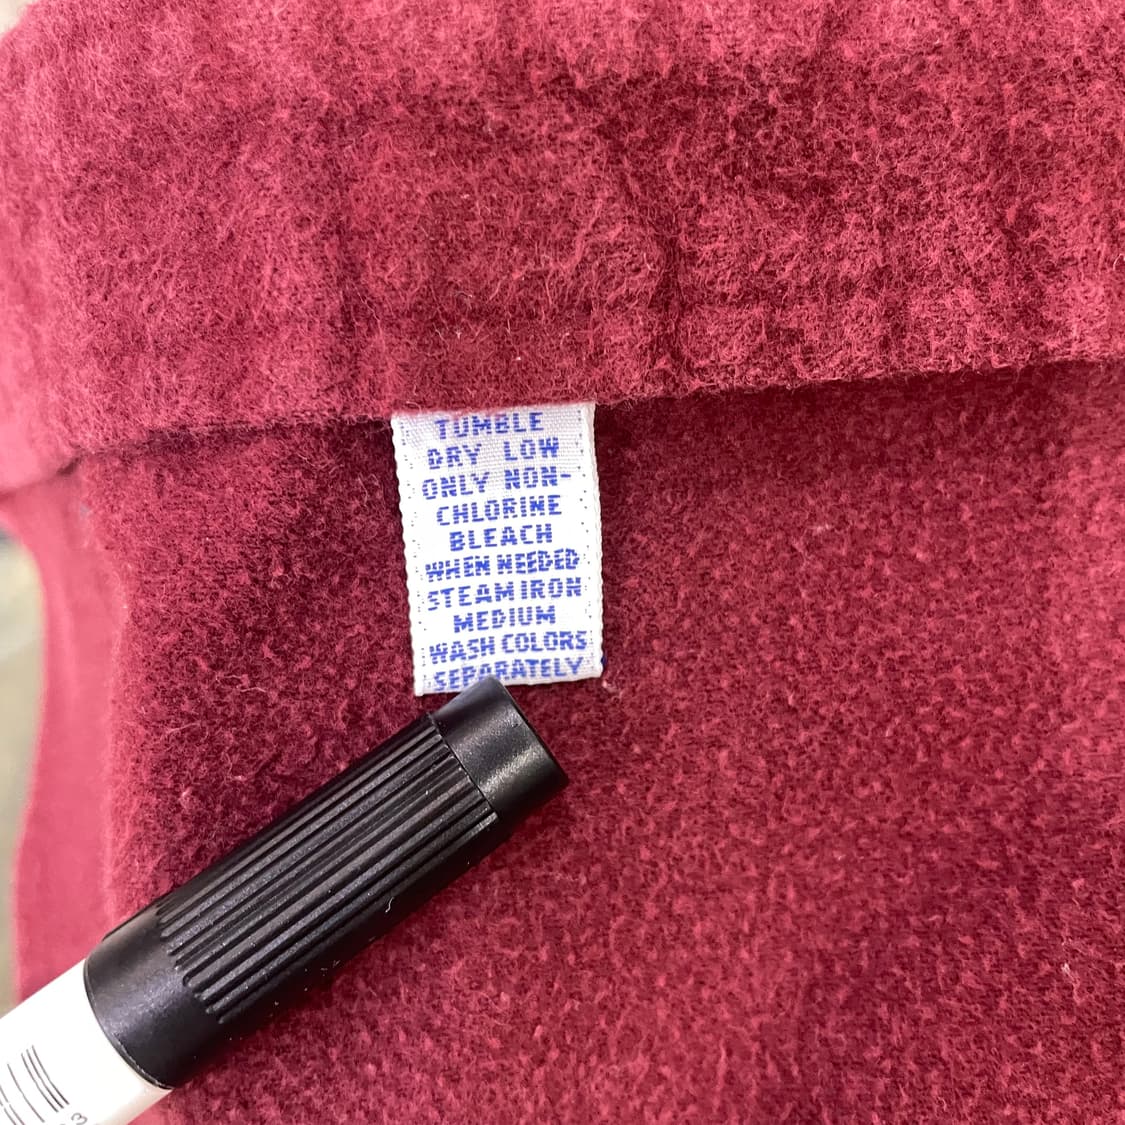 TUMBLE
DRY LOW
ONLY NON-
CHLORINE
BLEACH
WHEN NEEDED
STEAM IRON
MEDIUM
WASH COLORS
SEPARATELY